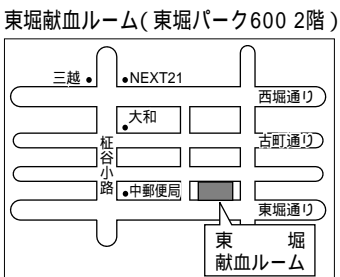 東堀献血ルーム(東堀パーク600 2階)
三越
NEXT21
西堀通り
大和
古町通り
柾谷小路
中郵便局
東堀通り
東 堀
献血ルーム